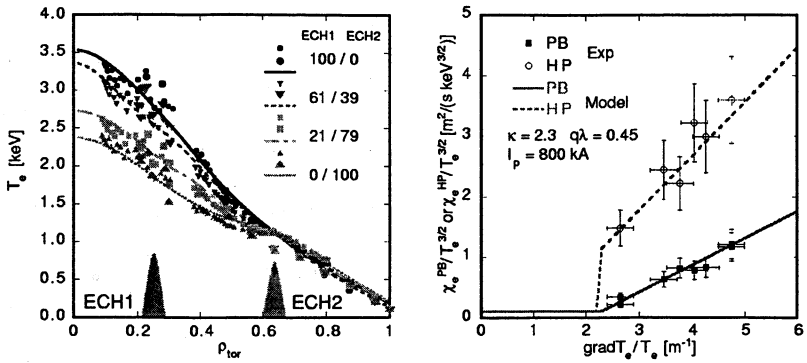 4.0
3.5
3.0
2.5
2.0
1.5
1.0
0.5
0.0
T_e [keV]
ECH1 ECH2
100 / 0
61 / 39
21 / 79
0 / 100
ECH1
ECH2
0 0.2 0.4 0.6 0.8 1
ρ_tor
5
4
3
2
1
0
χ_e^PB/T_e^3/2 or χ_e^HP/T_e^3/2 [m²/(s keV^3/2)]
PB
HP
Exp
PB
HP
Model
κ = 2.3 qλ = 0.45
I_p = 800 kA
0 1 2 3 4 5 6
gradT_e / T_e [m⁻¹]